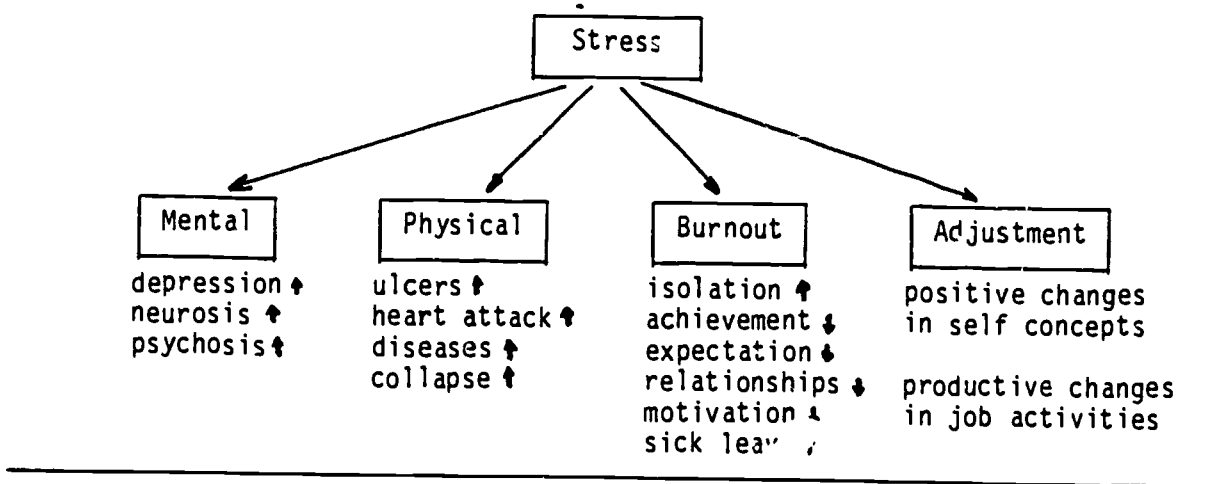 Stress
Mental
depression ↑
neurosis ↑
psychosis ↑
Physical
ulcers ↑
heart attack ↑
diseases ↑
collapse ↑
Burnout
isolation ↑
achievement ↓
expectation ↓
relationships ↓
motivation ↓
sick
Adjustment
positive changes
in self concepts
productive changes
in job activities